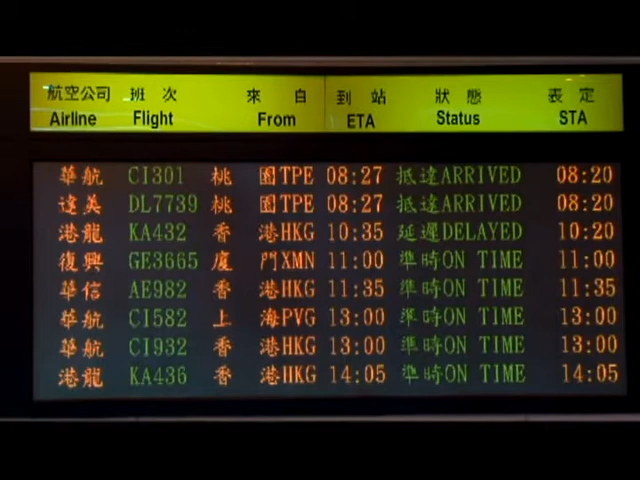 航空公司 班次 來自 到站 狀態 表定
Airline Flight From ETA Status STA
華航 CI301 桃園TPE 08:27 抵達ARRIVED 08:20
達美 DL7739 桃園TPE 08:27 抵達ARRIVED 08:20
港龍 KA432 香港HKG 10:35 延遲DELAYED 10:20
復興 GE3665 廈門XMN 11:00 準時ON TIME 11:00
華信 AE982 香港HKG 11:35 準時ON TIME 11:35
華航 CI582 上海PVG 13:00 準時ON TIME 13:00
華航 CI932 香港HKG 13:00 準時ON TIME 13:00
港龍 KA436 香港HKG 14:05 準時ON TIME 14:05